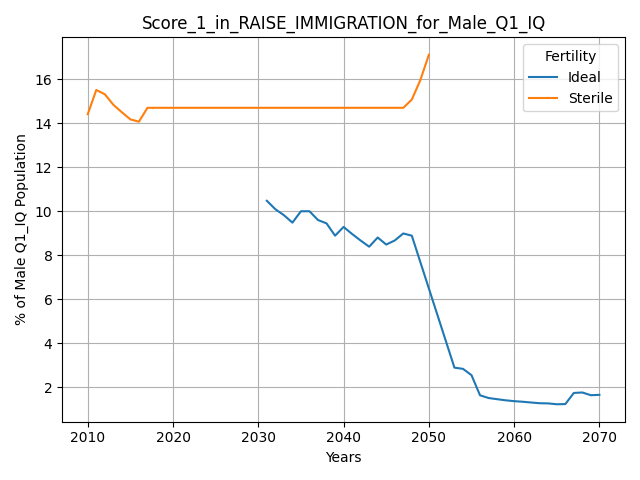 Score_1_in_RAISE_IMMIGRATION_for_Male_Q1_IQ
Fertility
Ideal
Sterile
% of Male Q1_IQ Population
16
14
12
10
8
6
4
2
2010 2020 2030 2040 2050 2060 2070
Years